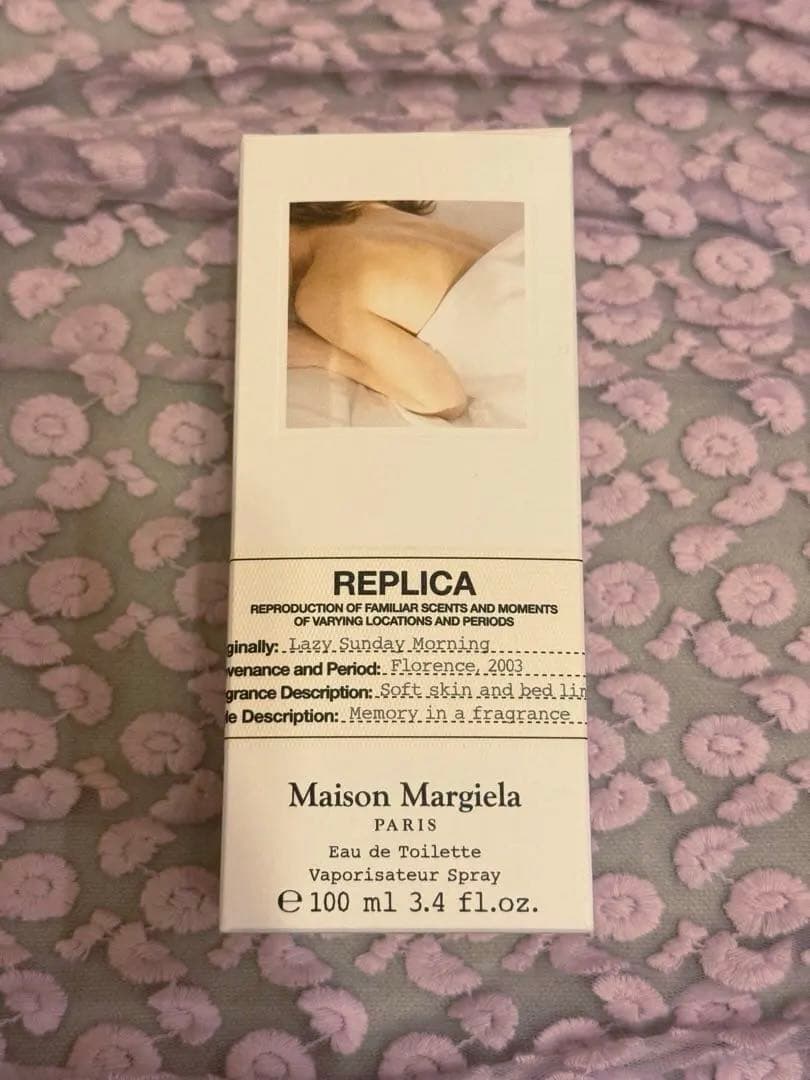 REPLICA
REPRODUCTION OF FAMILIAR SCENTS AND MOMENTS
OF VARYING LOCATIONS AND PERIODS
ginally: Lazy Sunday Morning
venance and Period: Florence, 2003
grance Description: Soft skin and bed lin
le Description: Memory in a fragrance
Maison Margiela
PARIS
Eau de Toilette
Vaporisateur Spray
℮ 100 ml 3.4 fl.oz.